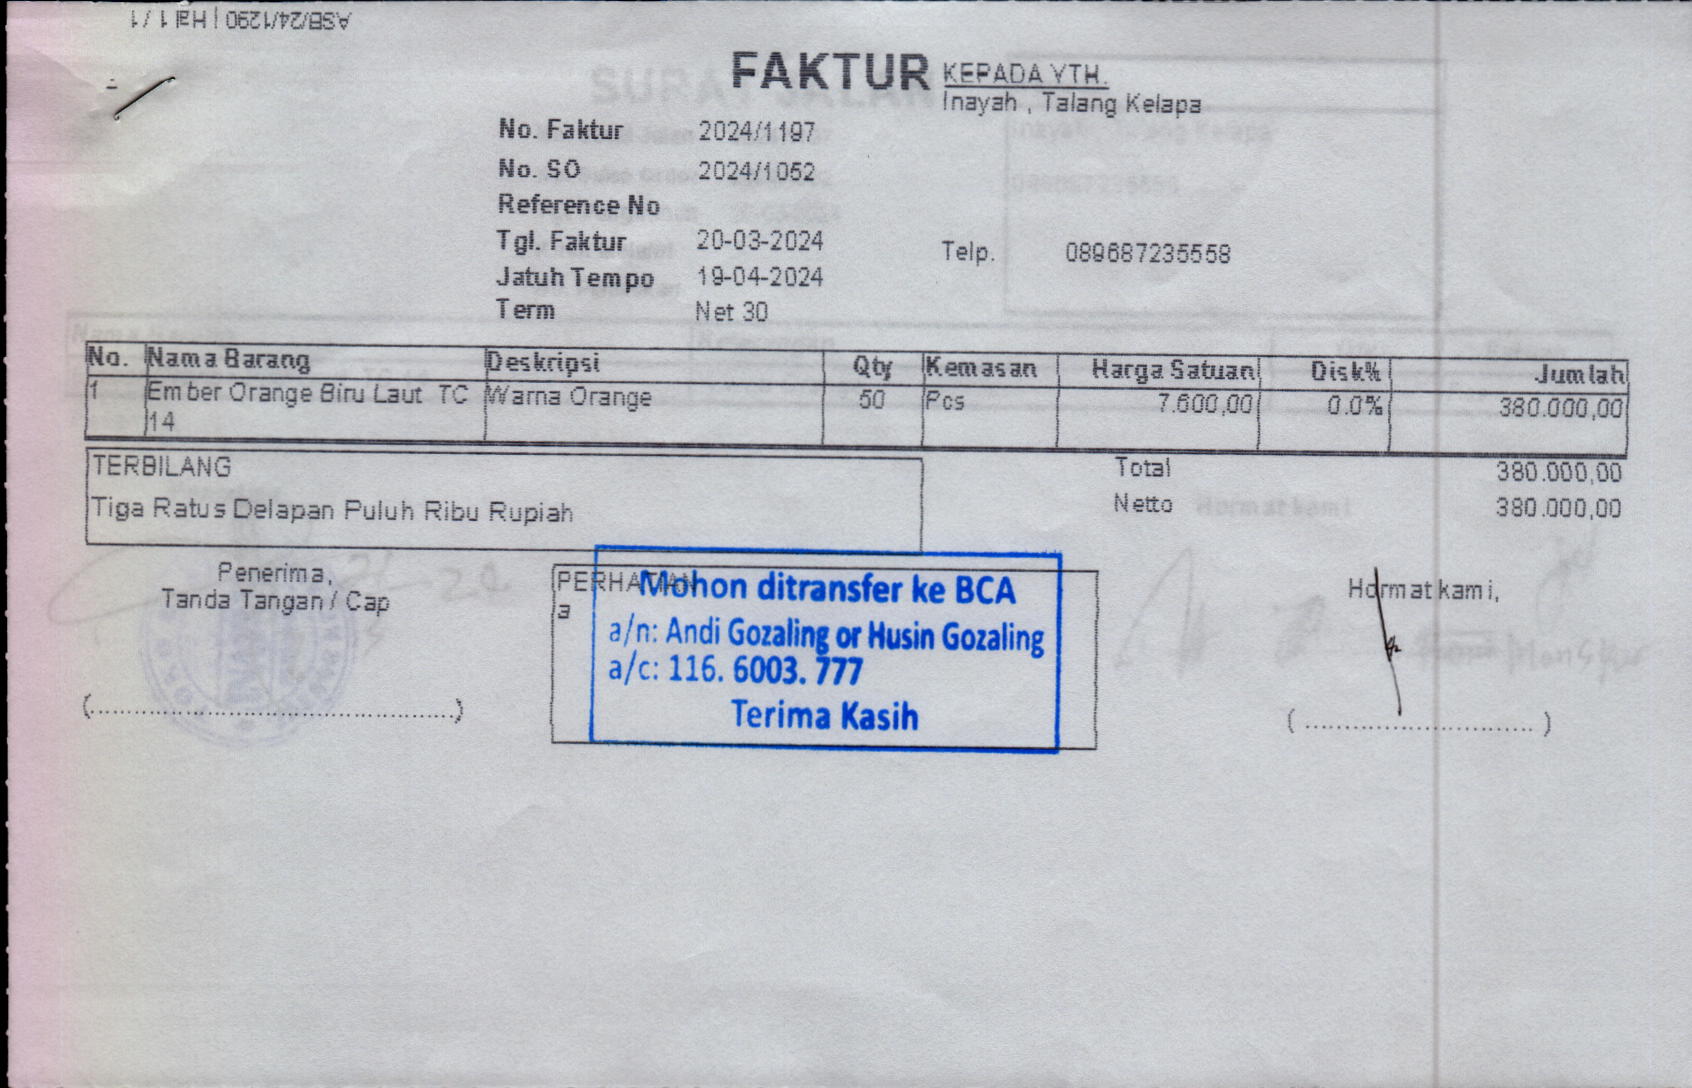 ASB/24/1290 | Hal 1 / 1
FAKTUR
KEPADA YTH.
Inayah , Talang Kelapa
No. Faktur 2024/1197
No. SO 2024/1052
Reference No
Tgl. Faktur 20-03-2024
Telp. 089687235558
Jatuh Tempo 19-04-2024
Term Net 30
No. Nama Barang Deskripsi Qty Kemasan Harga Satuan Disk% Jumlah
1 Ember Orange Biru Laut TC Warna Orange 50 Pcs 7.600,00 0.0% 380.000,00
14
TERBILANG
Tiga Ratus Delapan Puluh Ribu Rupiah
Total 380.000,00
Netto 380.000,00
Penerima,
Tanda Tangan / Cap
PERHATIAN
a
Mohon ditransfer ke BCA
a/n: Andi Gozaling or Husin Gozaling
a/c: 116. 6003. 777
Terima Kasih
Hormat kami,